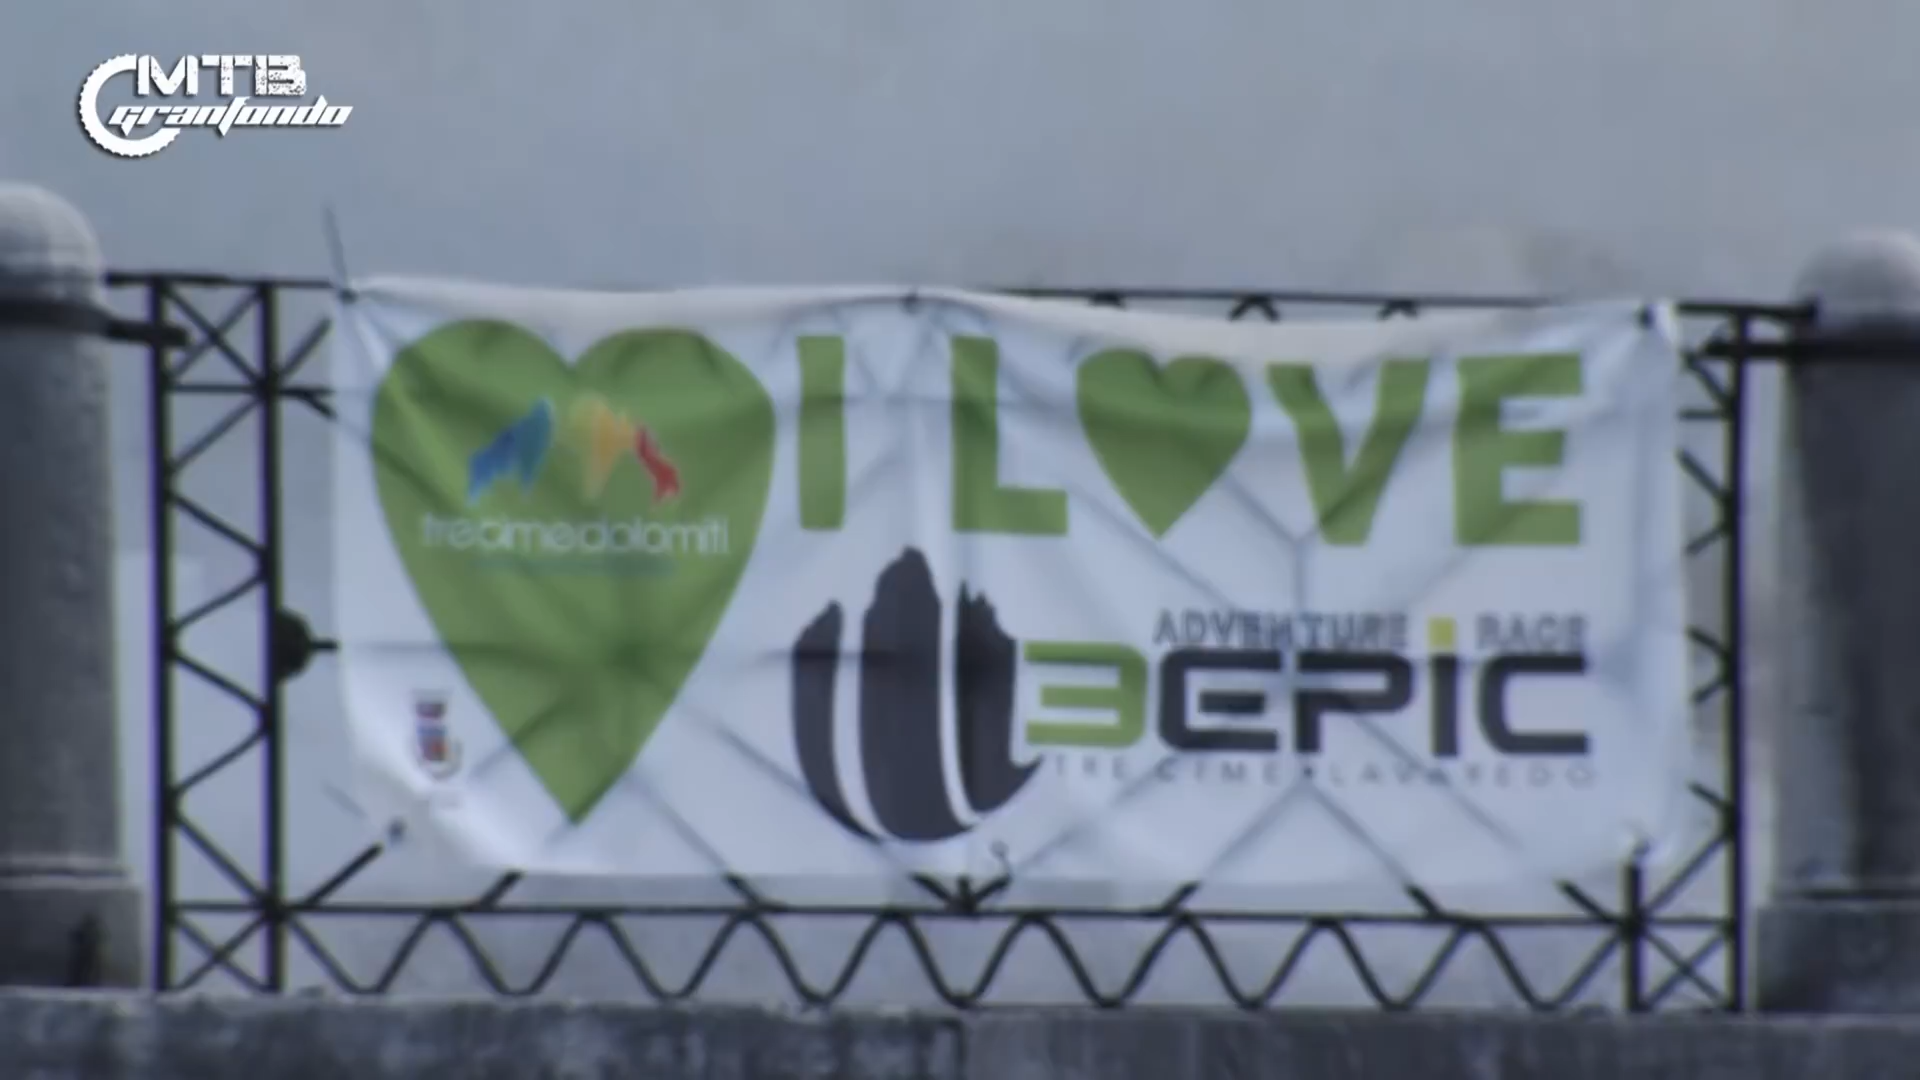 MTB
granfondo
I LOVE
trecimedolomiti
ADVENTURE RACE
3EPIC
TRE CIME • LAVAREDO